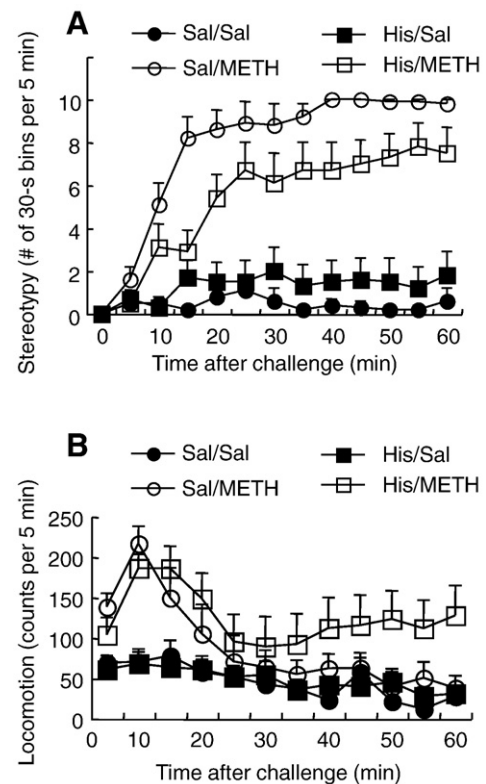 A
Sal/Sal His/Sal
Sal/METH His/METH
Stereotypy (# of 30-s bins per 5 min)
10
8
6
4
2
0
0 10 20 30 40 50 60
Time after challenge (min)
B
Sal/Sal His/Sal
Sal/METH His/METH
Locomotion (counts per 5 min)
250
200
150
100
50
0
0 10 20 30 40 50 60
Time after challenge (min)